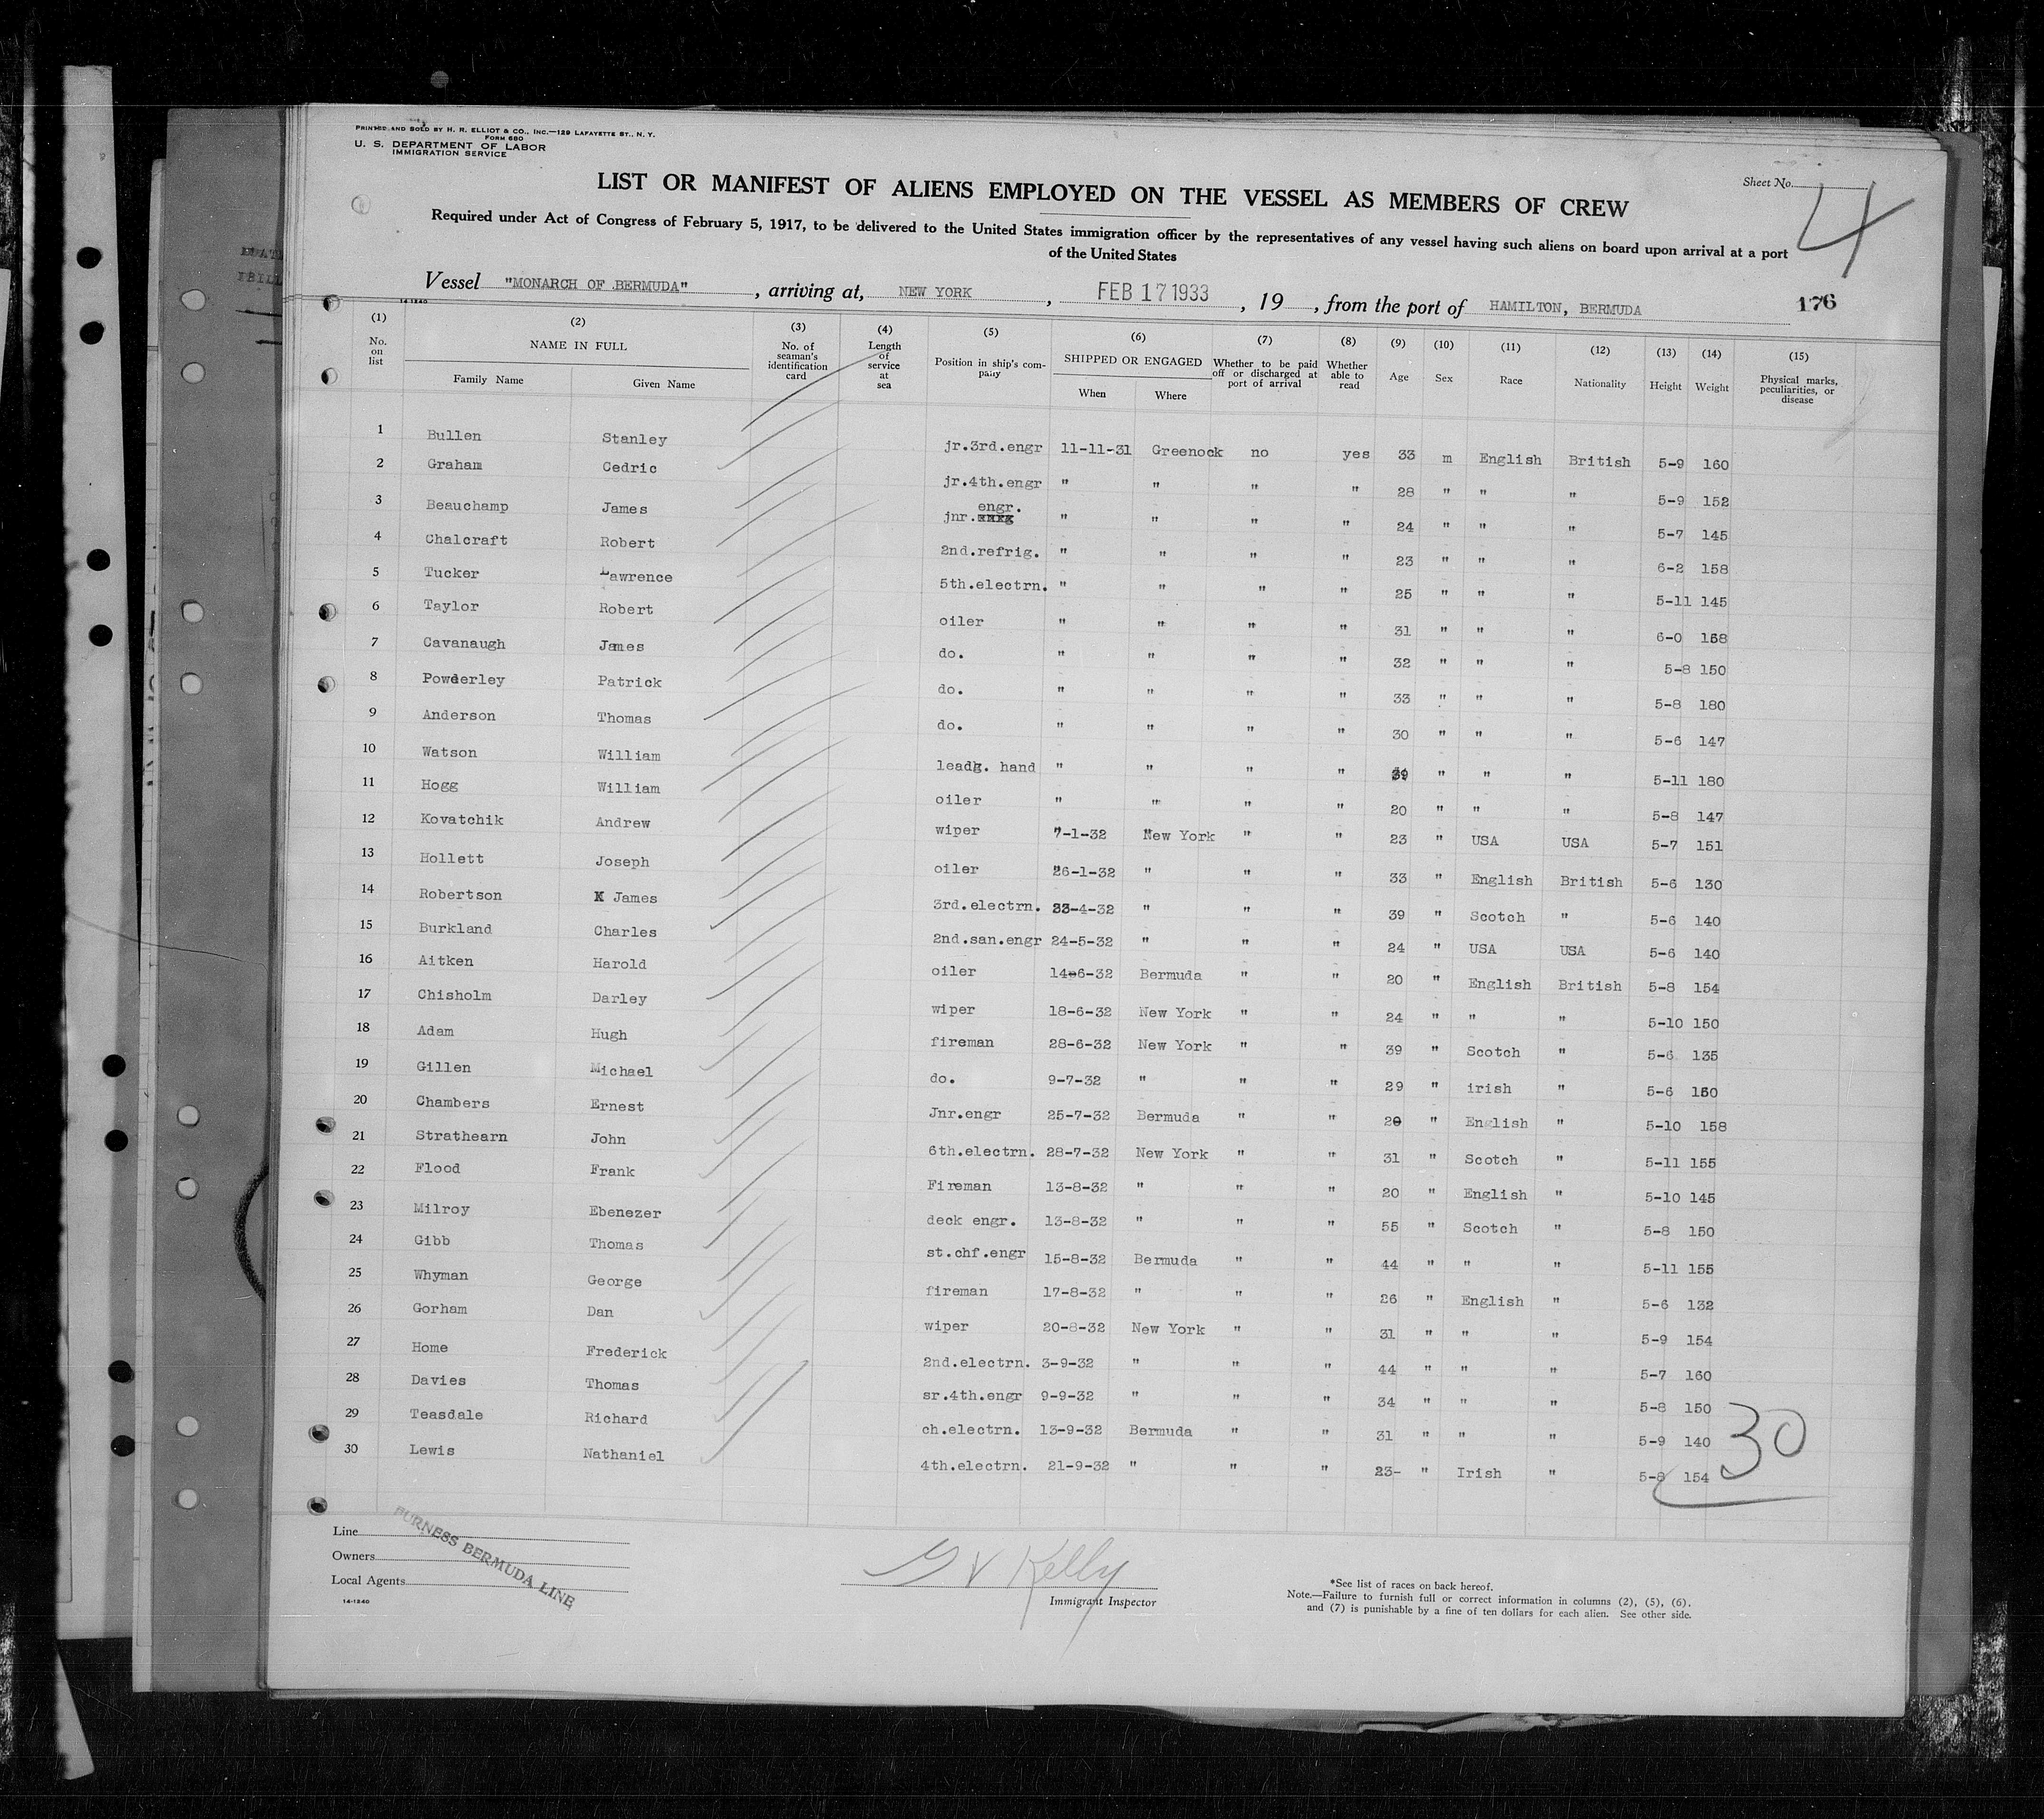 PRINTED AND SOLD BY H. R. ELLIOT & CO., INC.—129 LAFAYETTE ST., N. Y.
FORM 680
U. S. DEPARTMENT OF LABOR
IMMIGRATION SERVICE
Sheet No. 4
LIST OR MANIFEST OF ALIENS EMPLOYED ON THE VESSEL AS MEMBERS OF CREW
Required under Act of Congress of February 5, 1917, to be delivered to the United States immigration officer by the representatives of any vessel having such aliens on board upon arrival at a port
of the United States
Vessel "MONARCH OF BERMUDA", arriving at, NEW YORK, FEB 17 1933, 19, from the port of HAMILTON, BERMUDA 176
14-1240
(1) No. on list (2) NAME IN FULL Family Name Given Name (3) No. of seaman's identification card (4) Length of service at sea (5) Position in ship's company (6) SHIPPED OR ENGAGED When Where (7) Whether to be paid off or discharged at port of arrival (8) Whether able to read (9) Age (10) Sex (11) Race (12) Nationality (13) Height (14) Weight (15) Physical marks, peculiarities, or disease
1 Bullen Stanley jr.3rd.engr 11-11-31 Greenock no yes 33 m English British 5-9 160
2 Graham Cedric jr.4th.engr " " " " 28 " " " 5-9 152
3 Beauchamp James jnr. engr. " " " " 24 " " " 5-7 145
4 Chalcraft Robert 2nd.refrig. " " " " 23 " " " 6-2 158
5 Tucker Lawrence 5th.electrn. " " " " 25 " " " 5-11 145
6 Taylor Robert oiler " " " " 31 " " " 6-0 158
7 Cavanaugh James do. " " " " 32 " " " 5-8 150
8 Powderley Patrick do. " " " " 33 " " " 5-8 180
9 Anderson Thomas do. " " " " 30 " " " 5-6 147
10 Watson William leadg. hand " " " " " " " 5-11 180
11 Hogg William oiler " " " " 20 " " " 5-8 147
12 Kovatchik Andrew wiper 7-1-32 New York " " 23 " USA USA 5-7 151
13 Hollett Joseph oiler 26-1-32 " " " 33 " English British 5-6 130
14 Robertson James 3rd.electrn. 23-4-32 " " " 39 " Scotch " 5-6 140
15 Burkland Charles 2nd.san.engr 24-5-32 " " " 24 " USA USA 5-6 140
16 Aitken Harold oiler 14-6-32 Bermuda " " 20 " English British 5-8 154
17 Chisholm Darley wiper 18-6-32 New York " " 24 " " " 5-10 150
18 Adam Hugh fireman 28-6-32 New York " " 39 " Scotch " 5-6 135
19 Gillen Michael do. 9-7-32 " " " 29 " irish " 5-6 150
20 Chambers Ernest Jnr.engr 25-7-32 Bermuda " " " English " 5-10 158
21 Strathearn John 6th.electrn. 28-7-32 New York " " 31 " Scotch " 5-11 155
22 Flood Frank Fireman 13-8-32 " " " 20 " English " 5-10 145
23 Milroy Ebenezer deck engr. 13-8-32 " " " 55 " Scotch " 5-8 150
24 Gibb Thomas st.chf.engr 15-8-32 Bermuda " " 44 " " " 5-11 155
25 Whyman George fireman 17-8-32 " " " 26 " English " 5-6 132
26 Gorham Dan wiper 20-8-32 New York " " 31 " " " 5-9 154
27 Home Frederick 2nd.electrn. 3-9-32 " " " 44 " " " 5-7 160
28 Davies Thomas sr.4th.engr 9-9-32 " " " 34 " " " 5-8 150
29 Teasdale Richard ch.electrn. 13-9-32 Bermuda " " 31 " " " 5-9 140
30 Lewis Nathaniel 4th.electrn. 21-9-32 " " " 23- " Irish " 5-8 154
30
Line
Owners
Local Agents
FURNESS BERMUDA LINE
14-1240
G V Kelly
Immigrant Inspector
*See list of races on back hereof.
Note.—Failure to furnish full or correct information in columns (2), (5), (6).
and (7) is punishable by a fine of ten dollars for each alien. See other side.